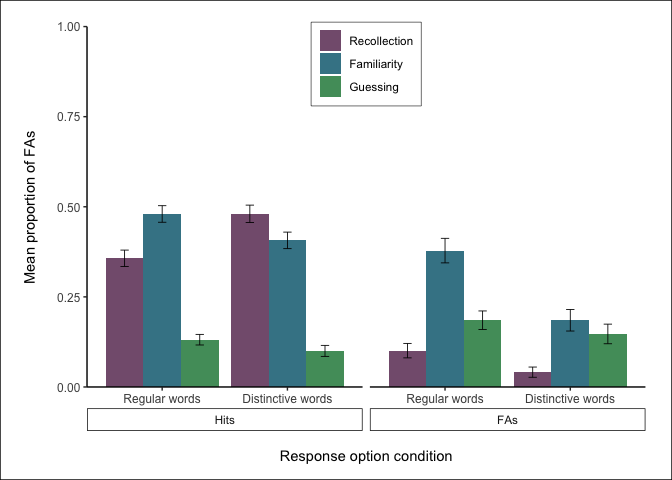 Recollection
Familiarity
Guessing
Mean proportion of FAs
1.00
0.75
0.50
0.25
0.00
Regular words Distinctive words Regular words Distinctive words
Hits FAs
Response option condition